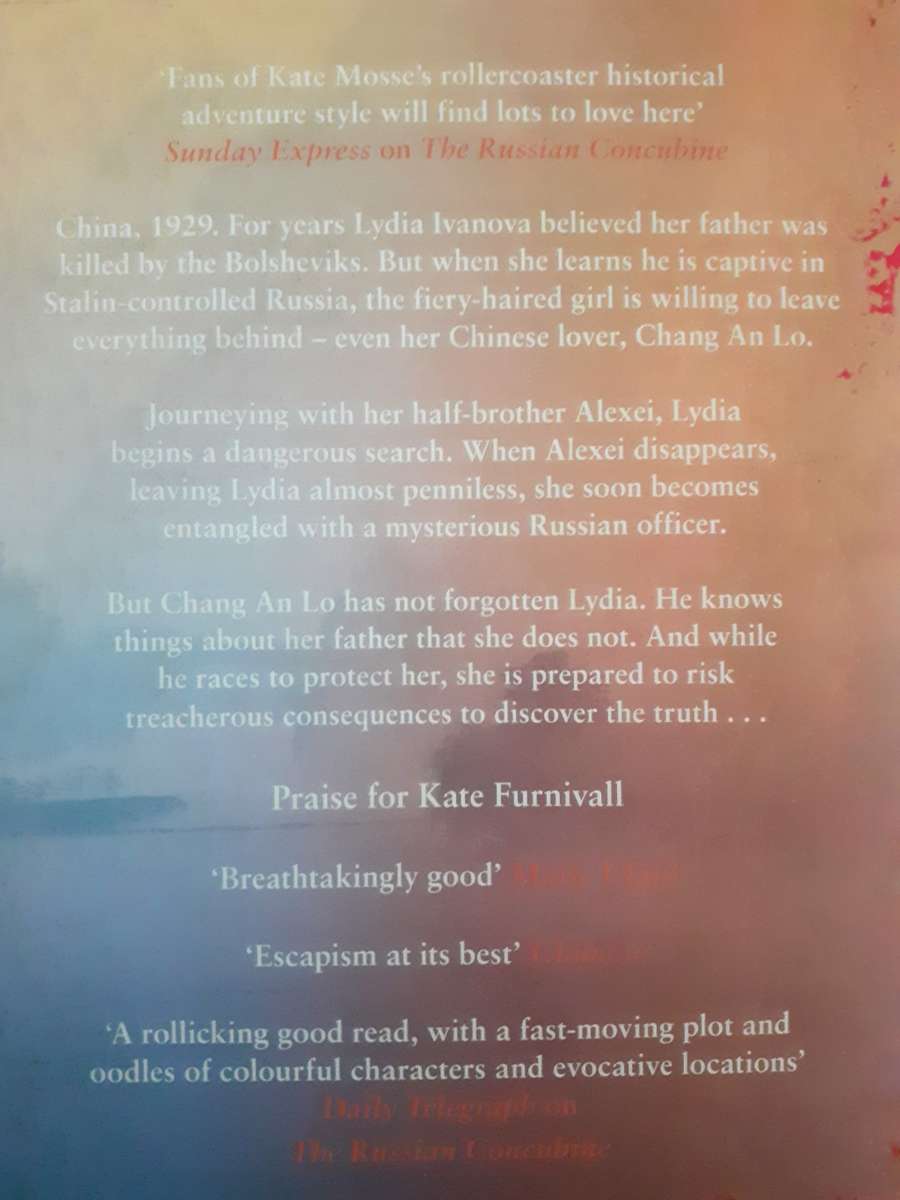 ‘Fans of Kate Mosse’s rollercoaster historical
adventure style will find lots to love here’
Sunday Express on The Russian Concubine
China, 1929. For years Lydia Ivanova believed her father was
killed by the Bolsheviks. But when she learns he is captive in
Stalin-controlled Russia, the fiery-haired girl is willing to leave
everything behind – even her Chinese lover, Chang An Lo.
Journeying with her half-brother Alexei, Lydia
begins a dangerous search. When Alexei disappears,
leaving Lydia almost penniless, she soon becomes
entangled with a mysterious Russian officer.
But Chang An Lo has not forgotten Lydia. He knows
things about her father that she does not. And while
he races to protect her, she is prepared to risk
treacherous consequences to discover the truth . . .
Praise for Kate Furnivall
‘Breathtakingly good’
‘Escapism at its best’
‘A rollicking good read, with a fast-moving plot and
oodles of colourful characters and evocative locations’
Daily Telegraph on
The Russian Concubine